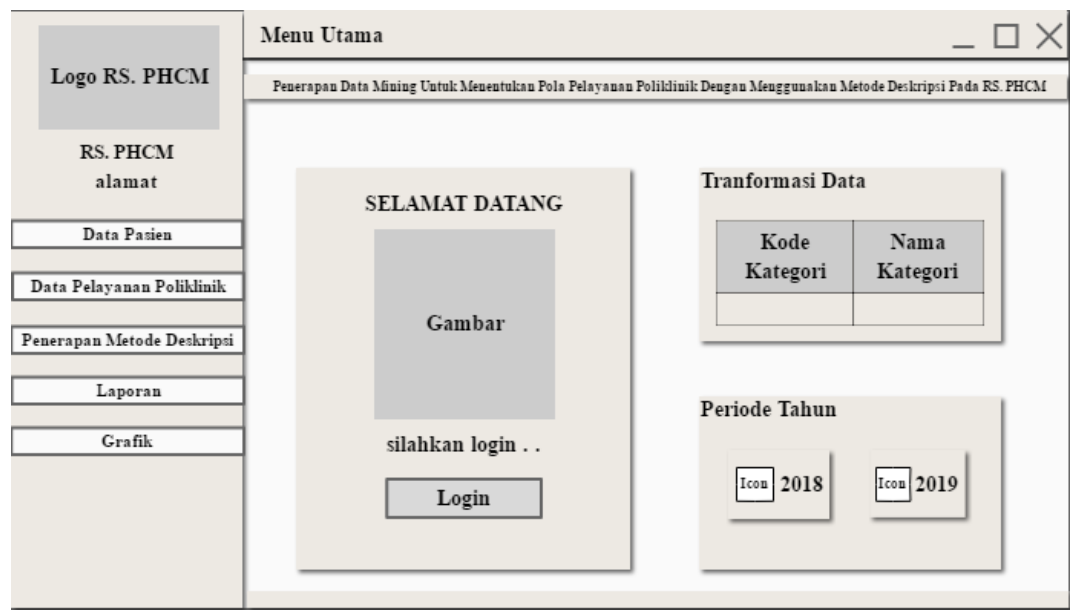 Logo RS. PHCM
RS. PHCM
alamat
Data Pasien
Data Pelayanan Poliklinik
Penerapan Metode Deskripsi
Laporan
Grafik
Menu Utama
Penerapan Data Mining Untuk Menentukan Pola Pelayanan Poliklinik Dengan Menggunakan Metode Deskripsi Pada RS. PHCM
SELAMAT DATANG
Gambar
silahkan login . .
Login
Tranformasi Data
Kode Kategori
Nama Kategori
Periode Tahun
Icon 2018
Icon 2019